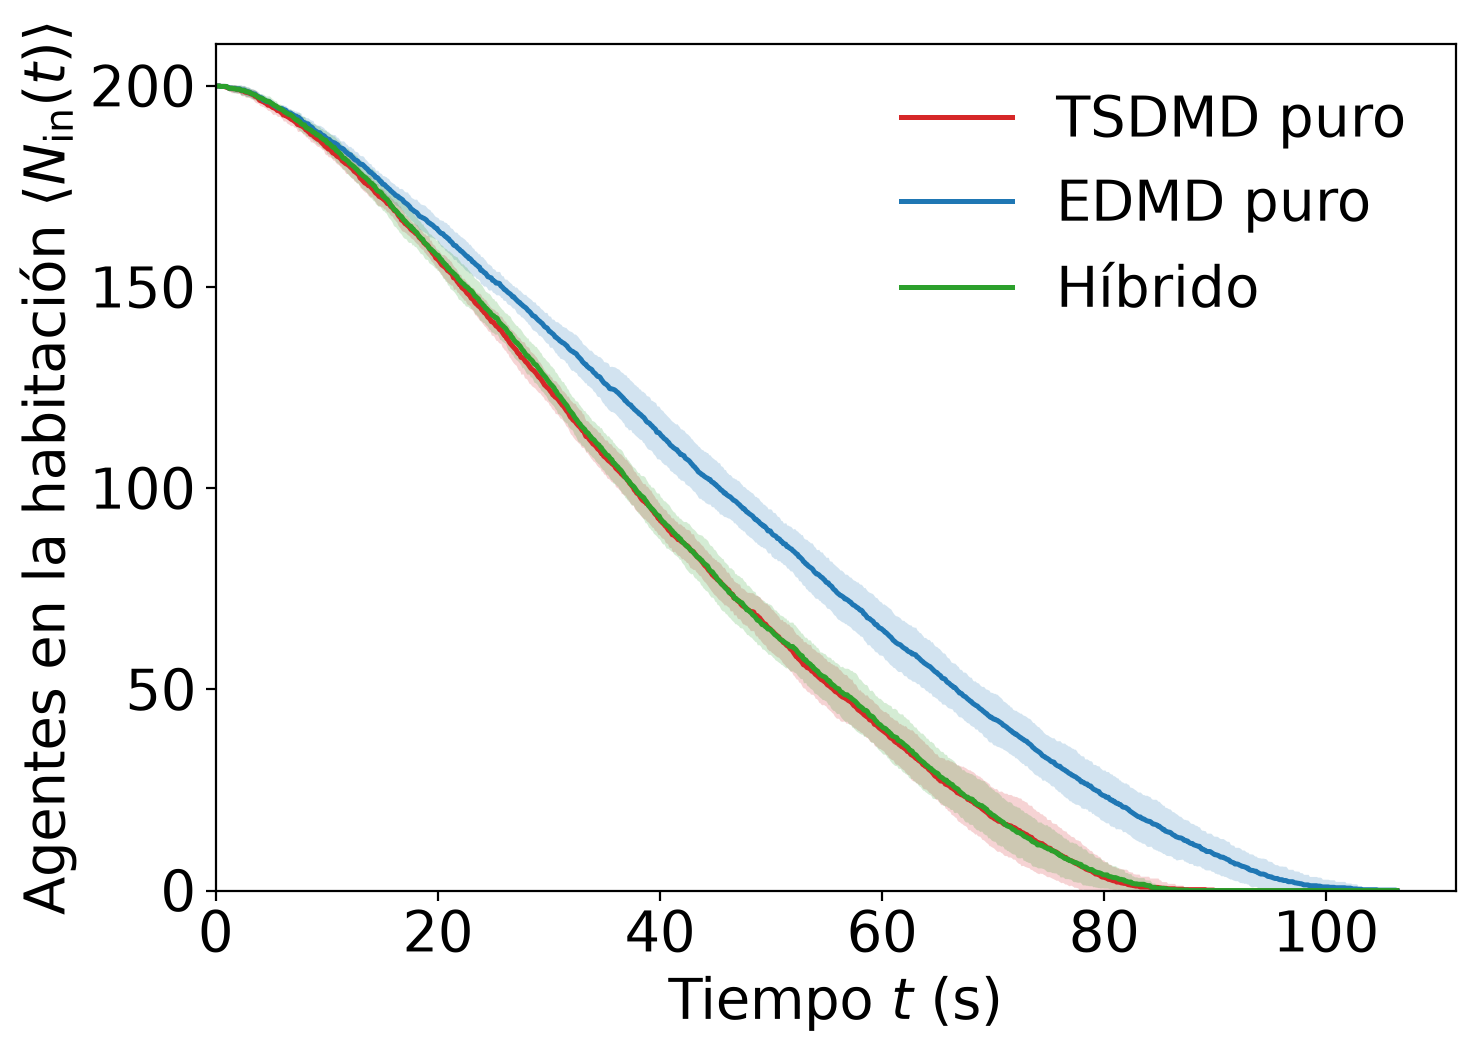 Agentes en la habitación ⟨N_in(t)⟩
200
150
100
50
0
TSDMD puro
EDMD puro
Híbrido
0 20 40 60 80 100
Tiempo t (s)